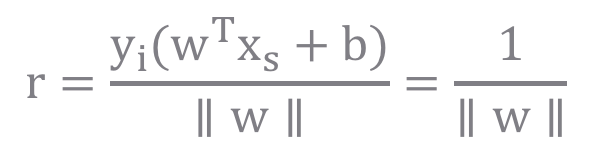 r = yᵢ(wᵀxₛ + b) / ‖ w ‖ = 1 / ‖ w ‖